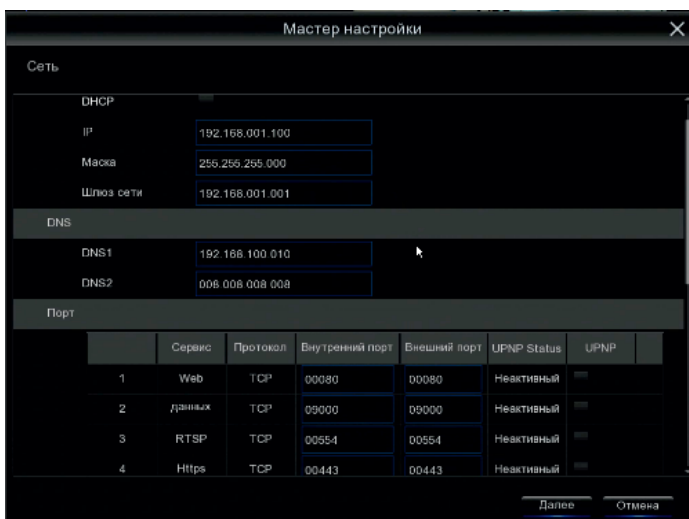 Мастер настройки
Сеть
DHCP
IP 192.168.001.100
Маска 255.255.255.000
Шлюз сети 192.168.001.001
DNS
DNS1 192.168.100.010
DNS2 008.008.008.008
Порт
Сервис Протокол Внутренний порт Внешний порт UPNP Status UPNP
1 Web TCP 00080 00080 Неактивный
2 данных TCP 09000 09000 Неактивный
3 RTSP TCP 00554 00554 Неактивный
4 Https TCP 00443 00443 Неактивный
Далее Отмена